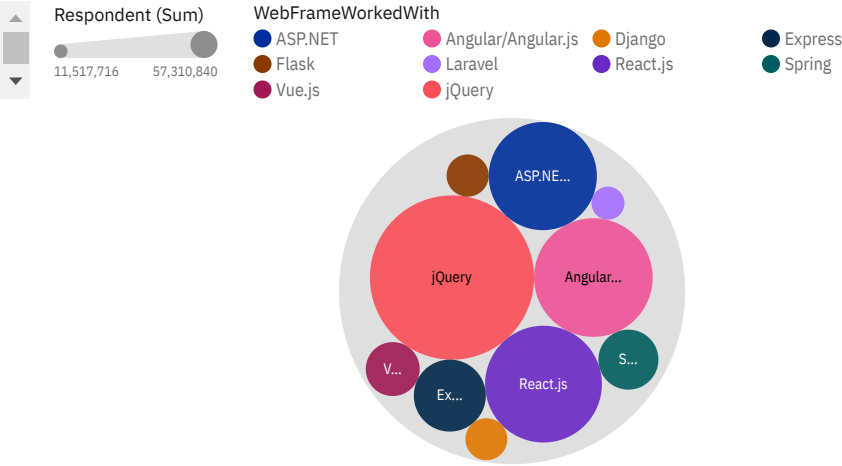 Respondent (Sum)
11,517,716 57,310,840
WebFrameWorkedWith
ASP.NET Angular/Angular.js Django Express
Flask Laravel React.js Spring
Vue.js jQuery
ASP.NE...
jQuery Angular...
S...
V...
React.js
Ex...